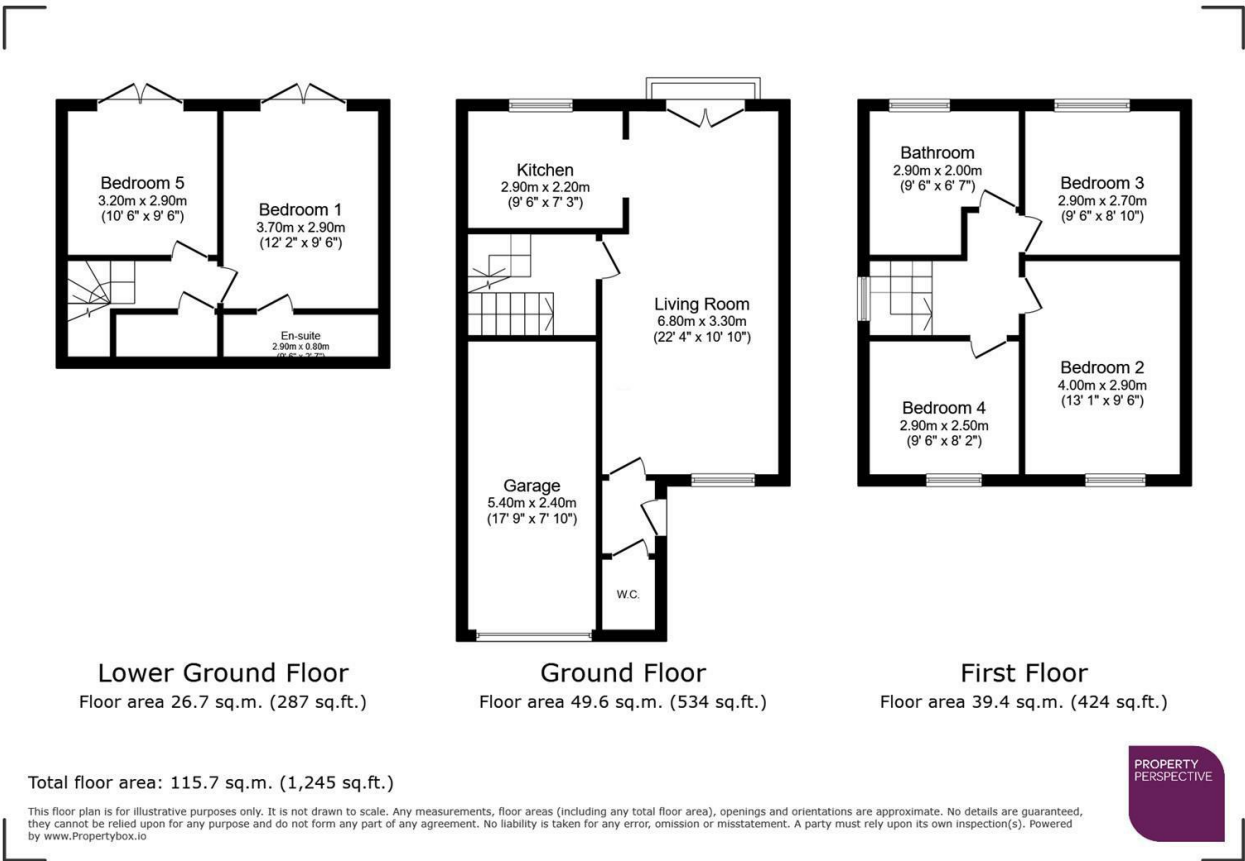 Bedroom 5
3.20m x 2.90m
(10' 6" x 9' 6")
Bedroom 1
3.70m x 2.90m
(12' 2" x 9' 6")
En-suite
2.90m x 0.80m
(9' 6" x 2' 7")
Lower Ground Floor
Floor area 26.7 sq.m. (287 sq.ft.)
Kitchen
2.90m x 2.20m
(9' 6" x 7' 3")
Living Room
6.80m x 3.30m
(22' 4" x 10' 10")
Garage
5.40m x 2.40m
(17' 9" x 7' 10")
W.C.
Ground Floor
Floor area 49.6 sq.m. (534 sq.ft.)
Bathroom
2.90m x 2.00m
(9' 6" x 6' 7")
Bedroom 3
2.90m x 2.70m
(9' 6" x 8' 10")
Bedroom 2
4.00m x 2.90m
(13' 1" x 9' 6")
Bedroom 4
2.90m x 2.50m
(9' 6" x 8' 2")
First Floor
Floor area 39.4 sq.m. (424 sq.ft.)
Total floor area: 115.7 sq.m. (1,245 sq.ft.)
This floor plan is for illustrative purposes only. It is not drawn to scale. Any measurements, floor areas (including any total floor area), openings and orientations are approximate. No details are guaranteed,
they cannot be relied upon for any purpose and do not form any part of any agreement. No liability is taken for any error, omission or misstatement. A party must rely upon its own inspection(s). Powered
by www.Propertybox.io
PROPERTY
PERSPECTIVE